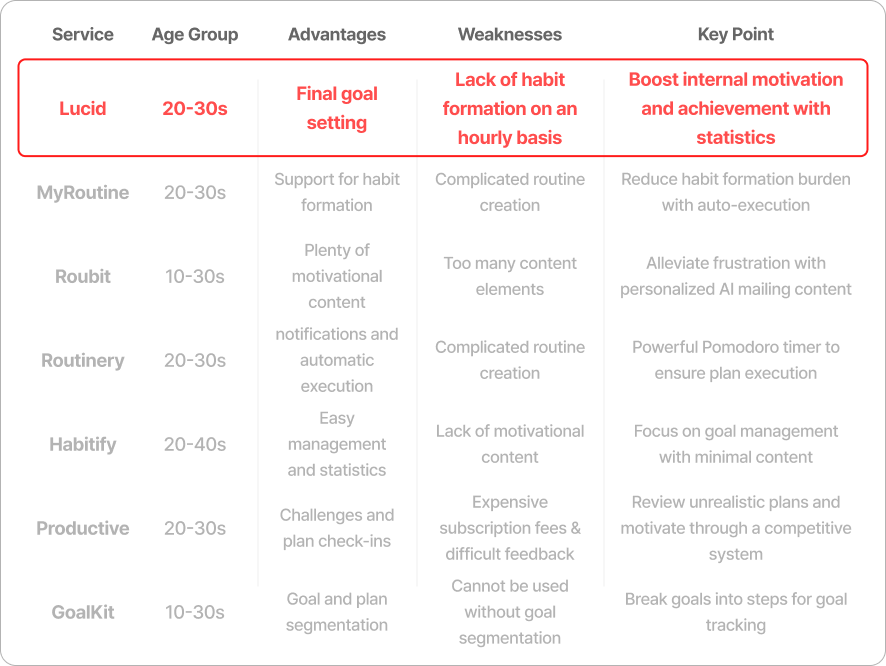 Service Age Group Advantages Weaknesses Key Point
Lucid
20-30s
Final goal
setting
Lack of habit
formation on an
hourly basis
Boost internal motivation
and achievement with
statistics
MyRoutine
20-30s
Support for habit
formation
Complicated routine
creation
Reduce habit formation burden
with auto-execution
Roubit
10-30s
Plenty of
motivational
content
Too many content
elements
Alleviate frustration with
personalized AI mailing content
Routinery
20-30s
notifications and
automatic
execution
Complicated routine
creation
Powerful Pomodoro timer to
ensure plan execution
Habitify
20-40s
Easy
management
and statistics
Lack of motivational
content
Focus on goal management
with minimal content
Productive
20-30s
Challenges and
plan check-ins
Expensive
subscription fees &
difficult feedback
Review unrealistic plans and
motivate through a competitive
system
GoalKit
10-30s
Goal and plan
segmentation
Cannot be used
without goal
segmentation
Break goals into steps for goal
tracking